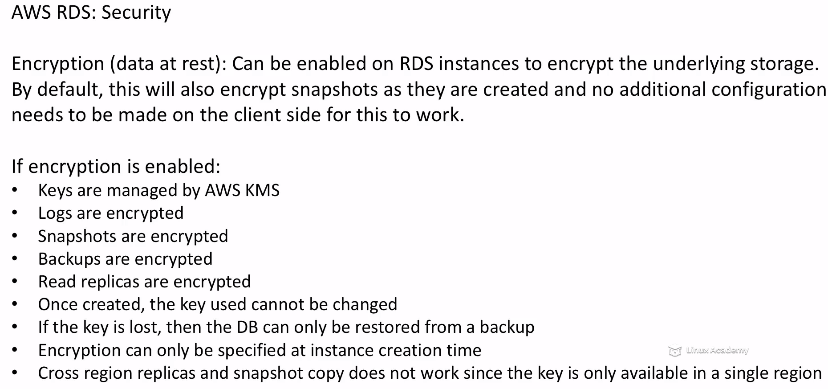 AWS RDS: Security
Encryption (data at rest): Can be enabled on RDS instances to encrypt the underlying storage.
By default, this will also encrypt snapshots as they are created and no additional configuration
needs to be made on the client side for this to work.
If encryption is enabled:
• Keys are managed by AWS KMS
• Logs are encrypted
• Snapshots are encrypted
• Backups are encrypted
• Read replicas are encrypted
• Once created, the key used cannot be changed
• If the key is lost, then the DB can only be restored from a backup
• Encryption can only be specified at instance creation time
Linux Academy
• Cross region replicas and snapshot copy does not work since the key is only available in a single region